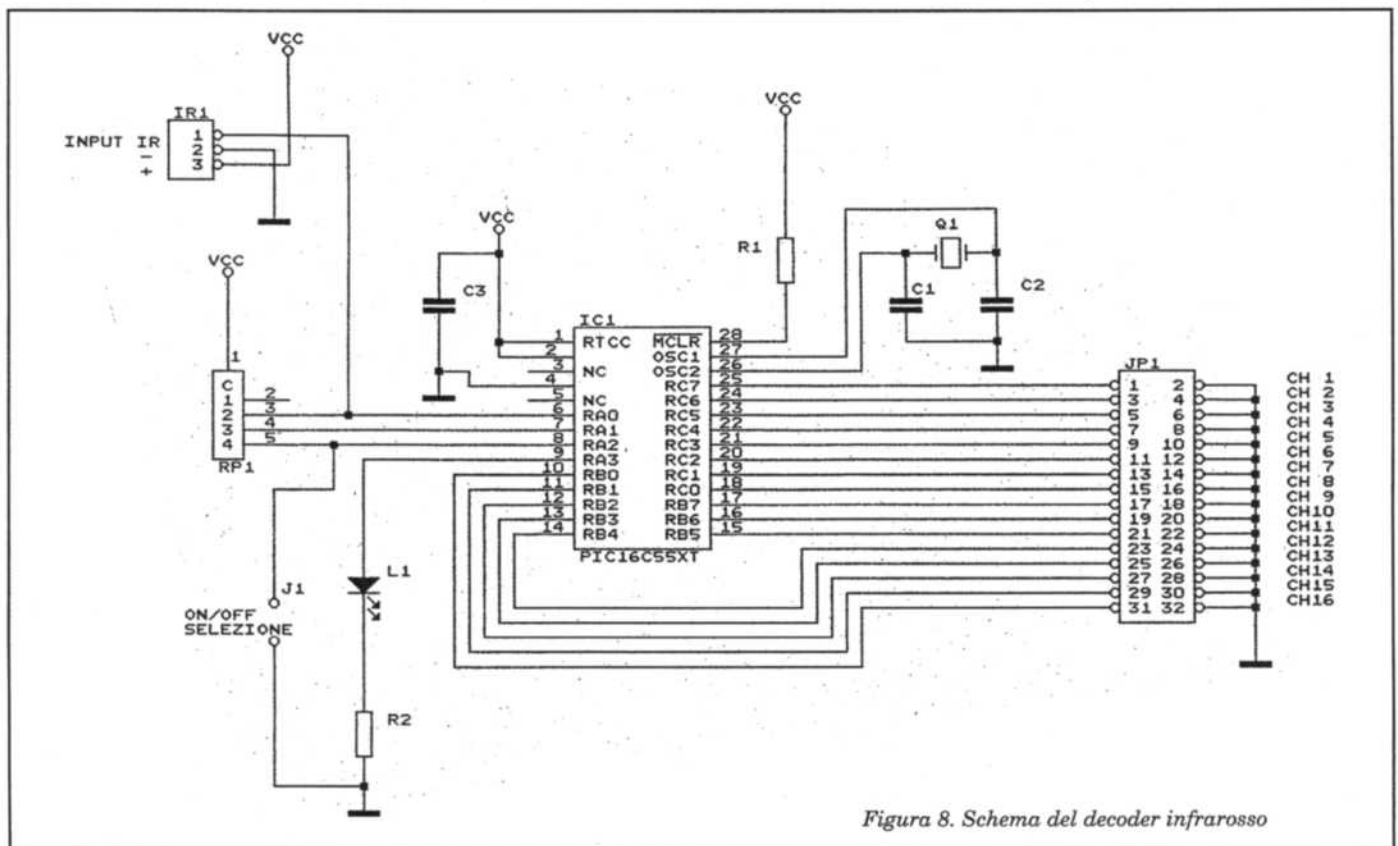 VCC
IR1
INPUT IR
-
+
1
2
3
VCC
VCC
VCC
R1
Q1
C1
C2
C3
1
C
1
2
3
4
2
3
4
5
RP1
IC1
1 RTCC
2
3 NC
4
5 NC
6 RA0
7 RA1
8 RA2
9 RA3
10 RB0
11 RB1
12 RB2
13 RB3
14 RB4
MCLR 28
OSC1 27
OSC2 26
RC7 25
RC6 24
RC5 23
RC4 22
RC3 21
RC2 20
RC1 19
RC0 18
RB7 17
RB6 16
RB5 15
PIC16C55XT
JP1
1 2 CH 1
3 4 CH 2
5 6 CH 3
7 8 CH 4
9 10 CH 5
11 12 CH 6
13 14 CH 7
15 16 CH 8
17 18 CH 9
19 20 CH10
21 22 CH11
23 24 CH12
25 26 CH13
27 28 CH14
29 30 CH15
31 32 CH16
L1
J1
ON/OFF
SELEZIONE
R2
Figura 8. Schema del decoder infrarosso